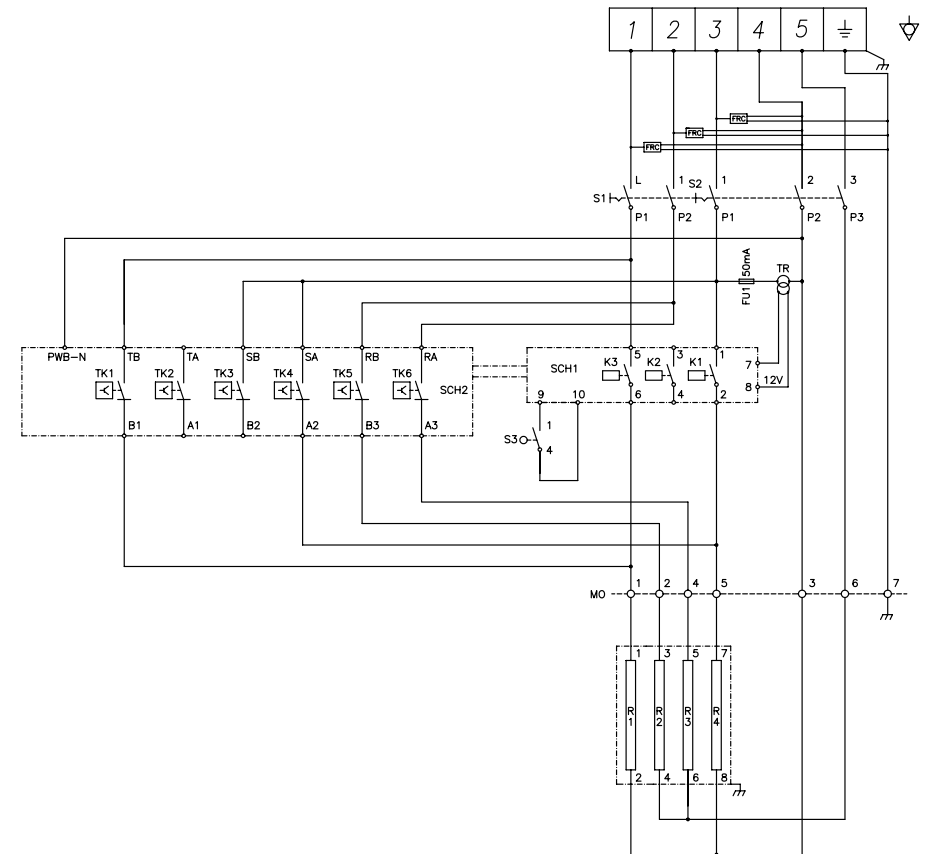 1 2 3 4 5
FRC
FRC
FRC
L 1 S2 1 2 3
S1
P1 P2 P1 P2 P3
50mA
FU1
TR
PWB-N TB TA SB SA RB RA
TK1 TK2 TK3 TK4 TK5 TK6
SCH2
B1 A1 B2 A2 B3 A3
SCH1
5 3 1
K3 K2 K1
7
8
12V
6 4 2
9 10
1
S3
4
MO
1 2 4 5 3 6 7
1 3 5 7
R1 R2 R3 R4
2 4 6 8